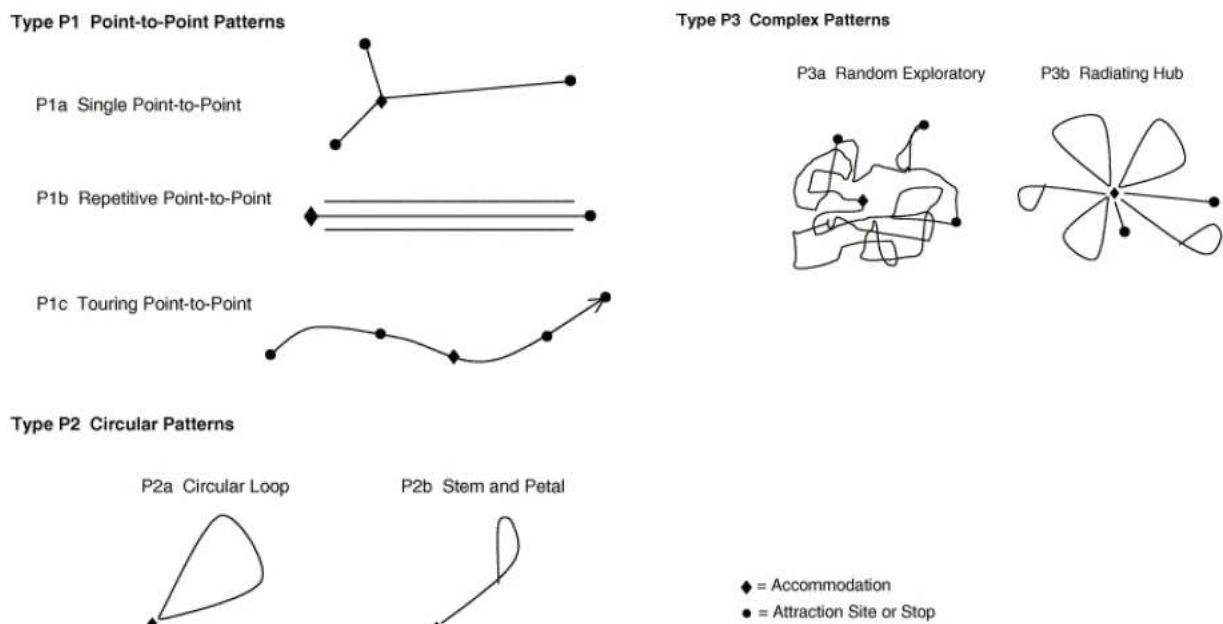 Type P1 Point-to-Point Patterns
P1a Single Point-to-Point
P1b Repetitive Point-to-Point
P1c Touring Point-to-Point
Type P2 Circular Patterns
P2a Circular Loop
P2b Stem and Petal
Type P3 Complex Patterns
P3a Random Exploratory
P3b Radiating Hub
= Accommodation
= Attraction Site or Stop